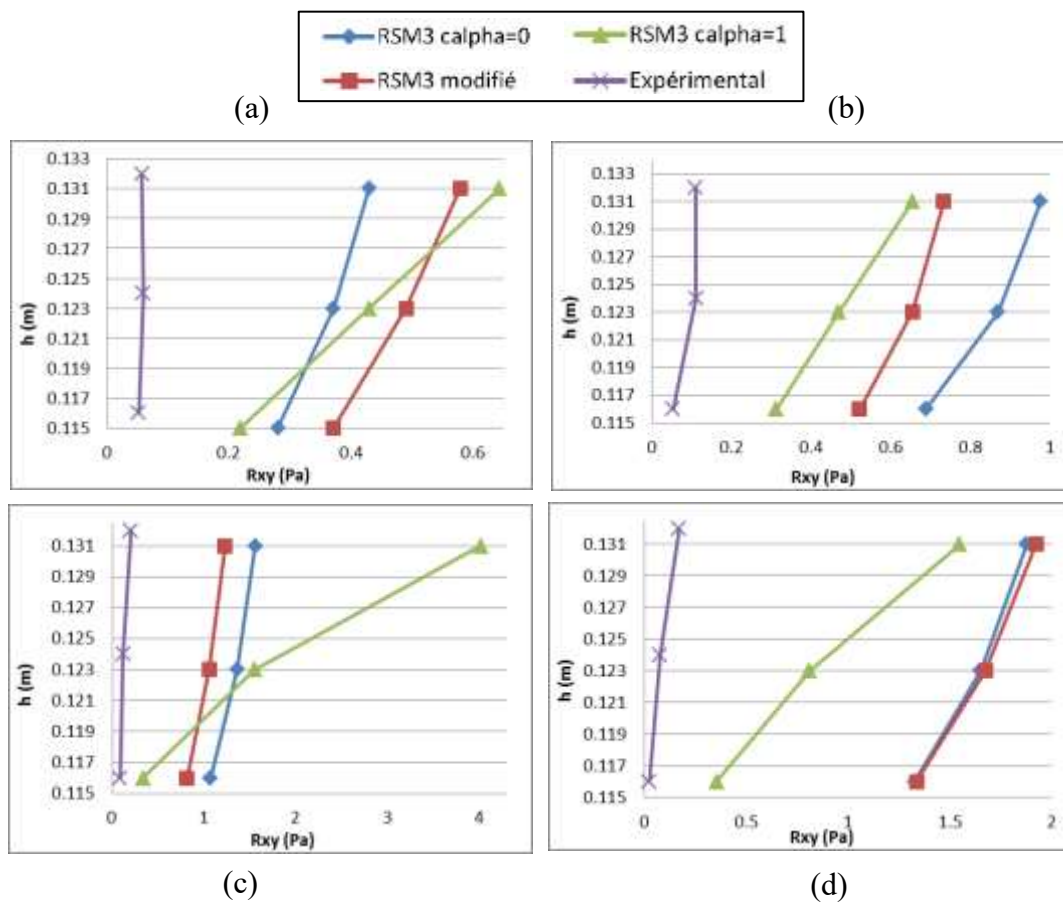 RSM3 calpha=0 RSM3 calpha=1
RSM3 modifié Expérimental
(a) (b)
0.133
0.131
0.129
0.127
0.125
0.123
0.121
0.119
0.117
0.115
h (m)
0 0.2 0.4 0.6
Rxy (Pa)
0.133
0.131
0.129
0.127
0.125
0.123
0.121
0.119
0.117
0.115
h (m)
0 0.2 0.4 0.6 0.8 1
Rxy (Pa)
0.131
0.129
0.127
0.125
0.123
0.121
0.119
0.117
0.115
h (m)
0 1 2 3 4
Rxy (Pa)
0.131
0.129
0.127
0.125
0.123
0.121
0.119
0.117
0.115
h (m)
0 0.5 1 1.5 2
Rxy (Pa)
(c) (d)